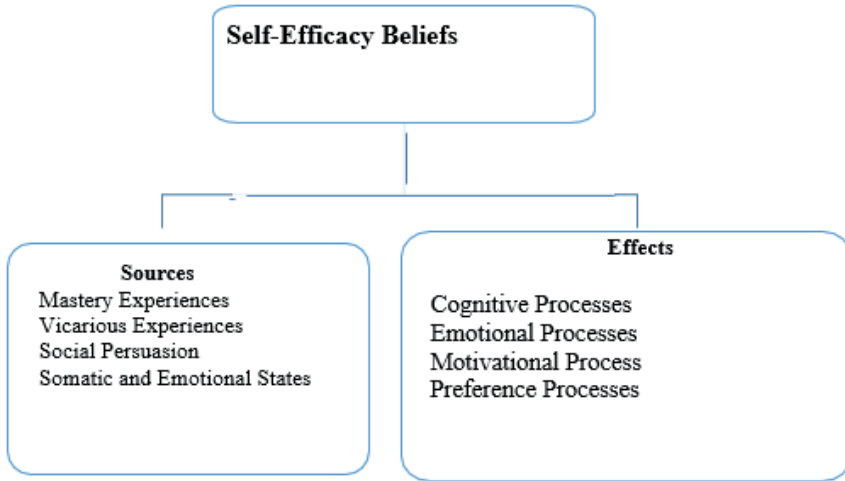 Self-Efficacy Beliefs
Sources
Mastery Experiences
Vicarious Experiences
Social Persuasion
Somatic and Emotional States
Effects
Cognitive Processes
Emotional Processes
Motivational Process
Preference Processes